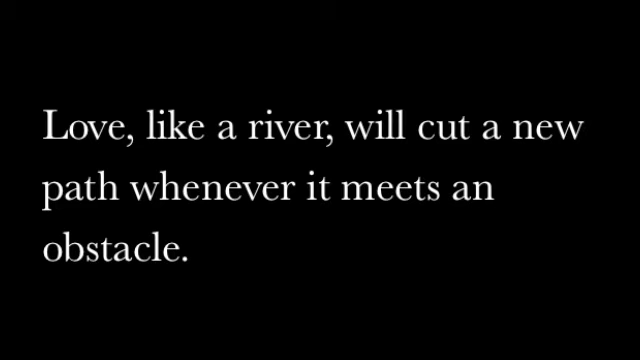 Love, like a river, will cut a new
path whenever it meets an
obstacle.